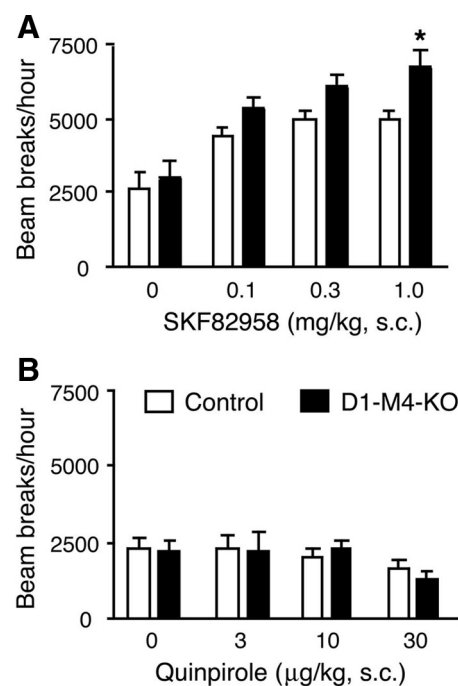 A
Beam breaks/hour
7500
5000
2500
0
*
0 0.1 0.3 1.0
SKF82958 (mg/kg, s.c.)
B
Beam breaks/hour
7500
5000
2500
0
Control D1-M4-KO
0 3 10 30
Quinpirole (μg/kg, s.c.)